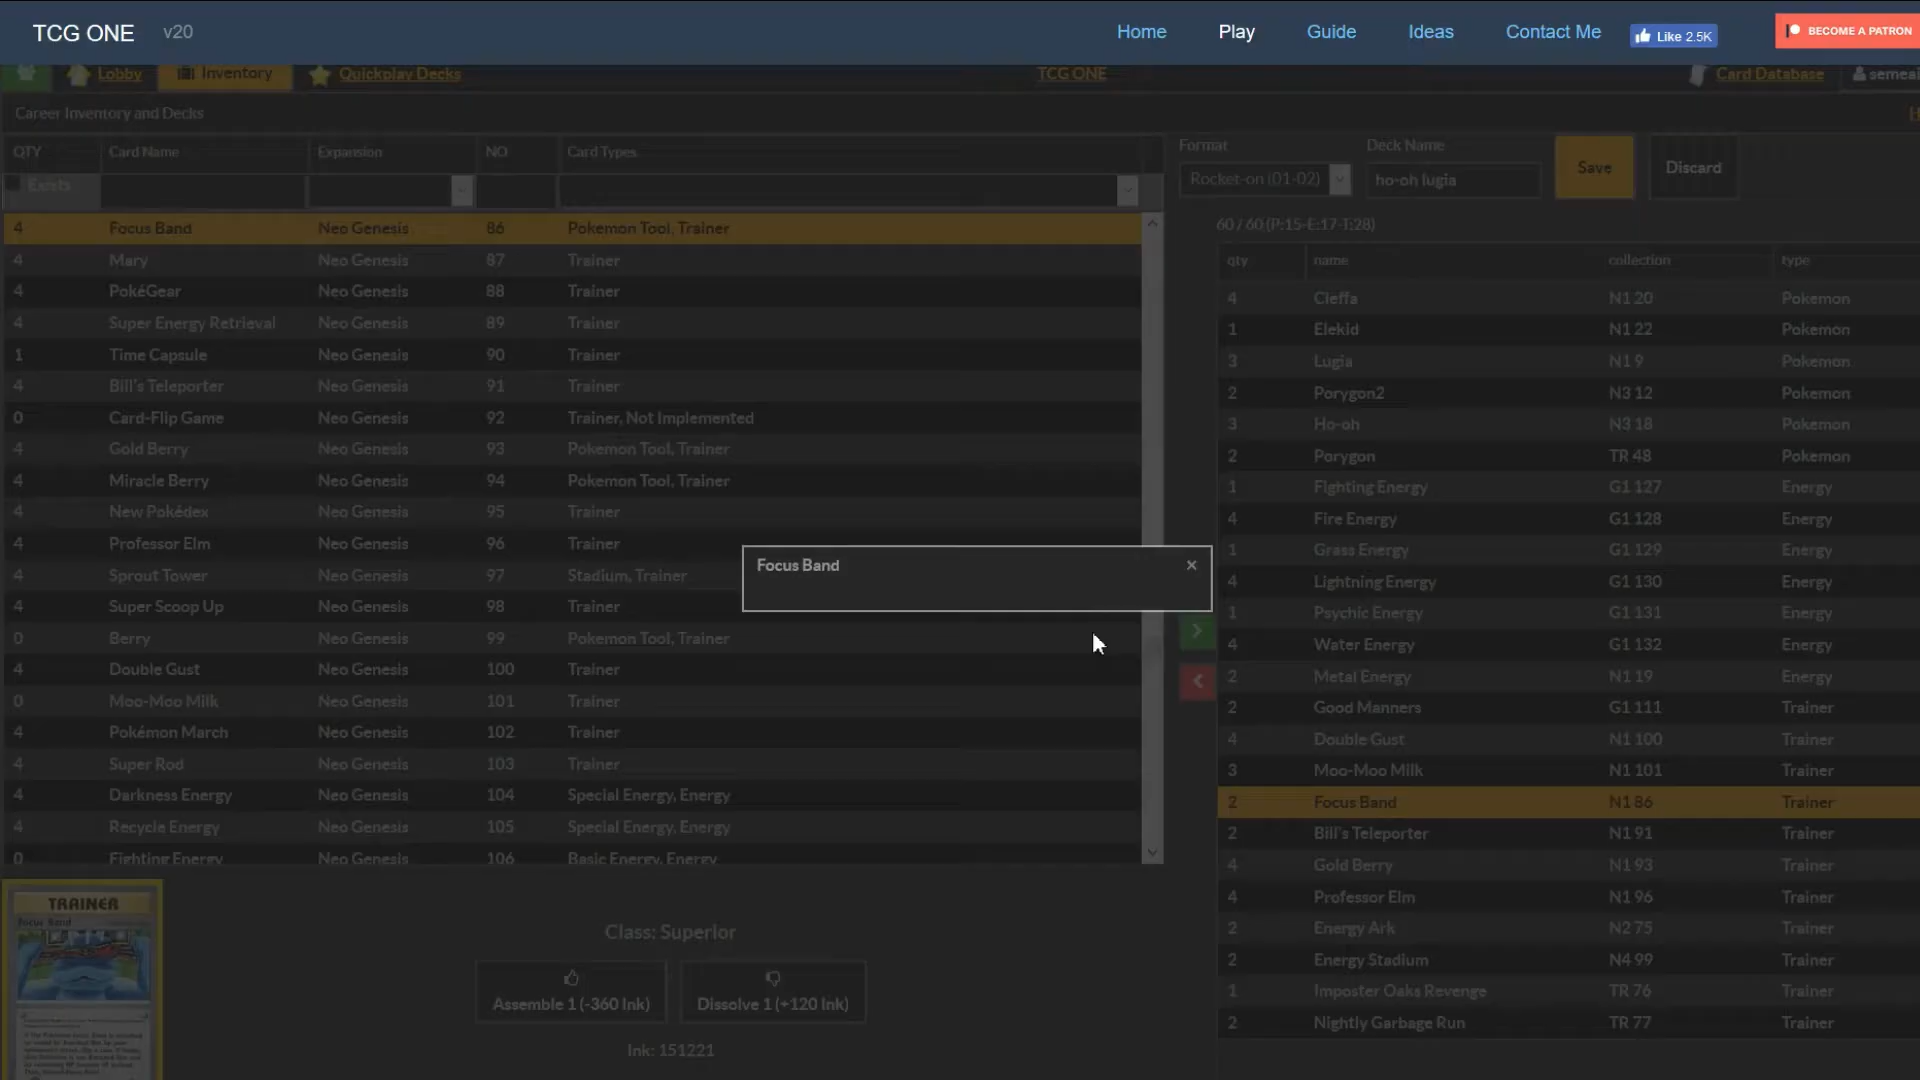 TCG ONE v20 Home Play Guide Ideas Contact Me Like 2.5K BECOME A PATRON
Lobby Inventory Quickplay Decks TCG ONE Card Database semeai
Career Inventory and Decks
QTY Card Name Expansion NO Card Types
Exists
4 Focus Band Neo Genesis 86 Pokemon Tool, Trainer
4 Mary Neo Genesis 87 Trainer
4 PokéGear Neo Genesis 88 Trainer
4 Super Energy Retrieval Neo Genesis 89 Trainer
1 Time Capsule Neo Genesis 90 Trainer
4 Bill's Teleporter Neo Genesis 91 Trainer
0 Card-Flip Game Neo Genesis 92 Trainer, Not Implemented
4 Gold Berry Neo Genesis 93 Pokemon Tool, Trainer
4 Miracle Berry Neo Genesis 94 Pokemon Tool, Trainer
4 New Pokédex Neo Genesis 95 Trainer
4 Professor Elm Neo Genesis 96 Trainer
4 Sprout Tower Neo Genesis 97 Stadium, Trainer
4 Super Scoop Up Neo Genesis 98 Trainer
0 Berry Neo Genesis 99 Pokemon Tool, Trainer
4 Double Gust Neo Genesis 100 Trainer
0 Moo-Moo Milk Neo Genesis 101 Trainer
4 Pokémon March Neo Genesis 102 Trainer
4 Super Rod Neo Genesis 103 Trainer
4 Darkness Energy Neo Genesis 104 Special Energy, Energy
4 Recycle Energy Neo Genesis 105 Special Energy, Energy
0 Fighting Energy Neo Genesis 106 Basic Energy, Energy
Focus Band ×
Format Deck Name
Rocket-on (01-02) ho-oh lugia Save Discard
60 / 60 (P:15-E:17-T:28)
qty name collection type
4 Cleffa N1 20 Pokemon
1 Elekid N1 22 Pokemon
3 Lugia N1 9 Pokemon
2 Porygon2 N3 12 Pokemon
3 Ho-oh N3 18 Pokemon
2 Porygon TR 48 Pokemon
1 Fighting Energy G1 127 Energy
4 Fire Energy G1 128 Energy
1 Grass Energy G1 129 Energy
4 Lightning Energy G1 130 Energy
1 Psychic Energy G1 131 Energy
4 Water Energy G1 132 Energy
2 Metal Energy N1 19 Energy
2 Good Manners G1 111 Trainer
4 Double Gust N1 100 Trainer
3 Moo-Moo Milk N1 101 Trainer
2 Focus Band N1 86 Trainer
2 Bill's Teleporter N1 91 Trainer
4 Gold Berry N1 93 Trainer
4 Professor Elm N1 96 Trainer
2 Energy Ark N2 75 Trainer
2 Energy Stadium N4 99 Trainer
1 Imposter Oaks Revenge TR 76 Trainer
2 Nightly Garbage Run TR 77 Trainer
TRAINER
Focus Band
Class: Superior
Assemble 1 (-360 Ink) Dissolve 1 (+120 Ink)
Ink: 151221